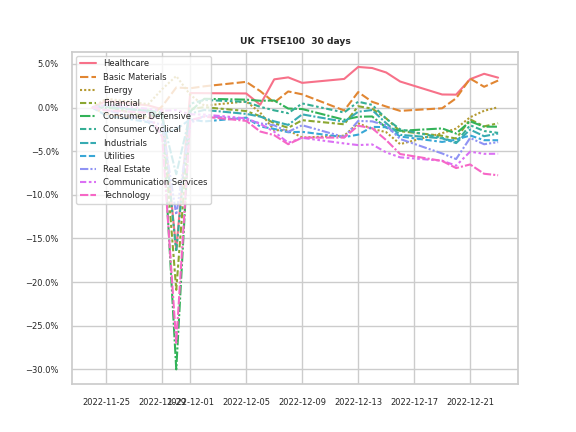 UK FTSE100 30 days
Healthcare
Basic Materials
Energy
Financial
Consumer Defensive
Consumer Cyclical
Industrials
Utilities
Real Estate
Communication Services
Technology
5.0%
0.0%
−5.0%
−10.0%
−15.0%
−20.0%
−25.0%
−30.0%
2022-11-25
2022-11-29
2022-12-01
2022-12-05
2022-12-09
2022-12-13
2022-12-17
2022-12-21